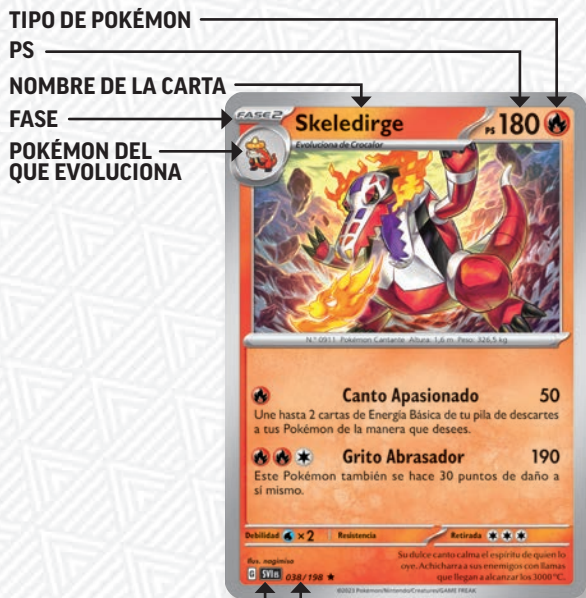 TIPO DE POKÉMON
PS
NOMBRE DE LA CARTA
FASE
POKÉMON DEL
QUE EVOLUCIONA
FASE 2
Skeledirge
PS 180
Evoluciona de Crocalor
N.º 0911 Pokémon Cantante Altura: 1,6 m Peso: 326,5 kg
Canto Apasionado 50
Une hasta 2 cartas de Energía Básica de tu pila de descartes
a tus Pokémon de la manera que desees.
Grito Abrasador 190
Este Pokémon también se hace 30 puntos de daño a
sí mismo.
Debilidad ×2 Resistencia Retirada
Ilus. nagimiso
Su dulce canto calma el espíritu de quien lo
oye. Achicharra a sus enemigos con llamas
que llegan a alcanzar los 3000 °C.
G SVI ES 038/198
©2023 Pokémon/Nintendo/Creatures/GAME FREAK